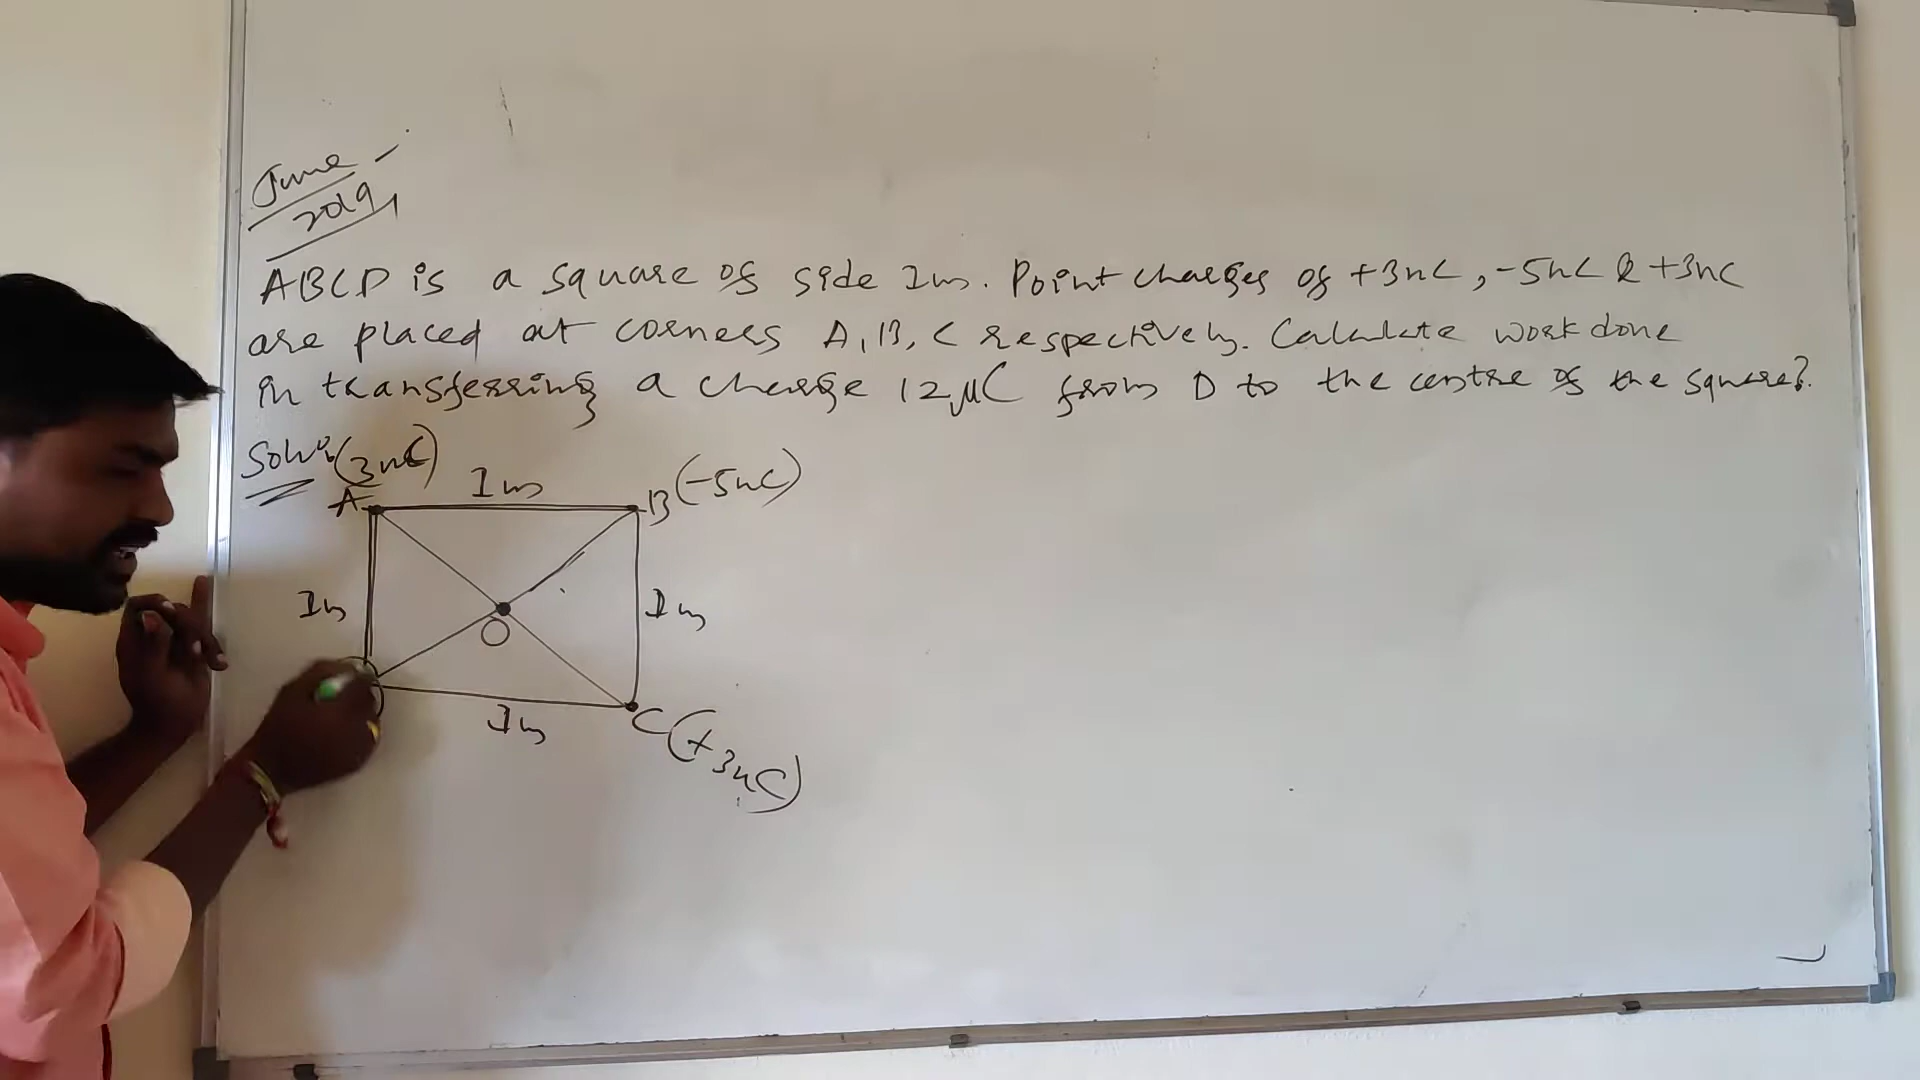 June -
2019
ABCD is a square of side 1m. Point charges of +3nC, -5nC & +3nC
are placed at corners A, B, C respectively. Calculate work done
in transferring a charge 12μC from D to the centre of the square?
Soln
(3nC)
A
1m
B (-5nC)
1m
1m
O
1m
C (+3nC)